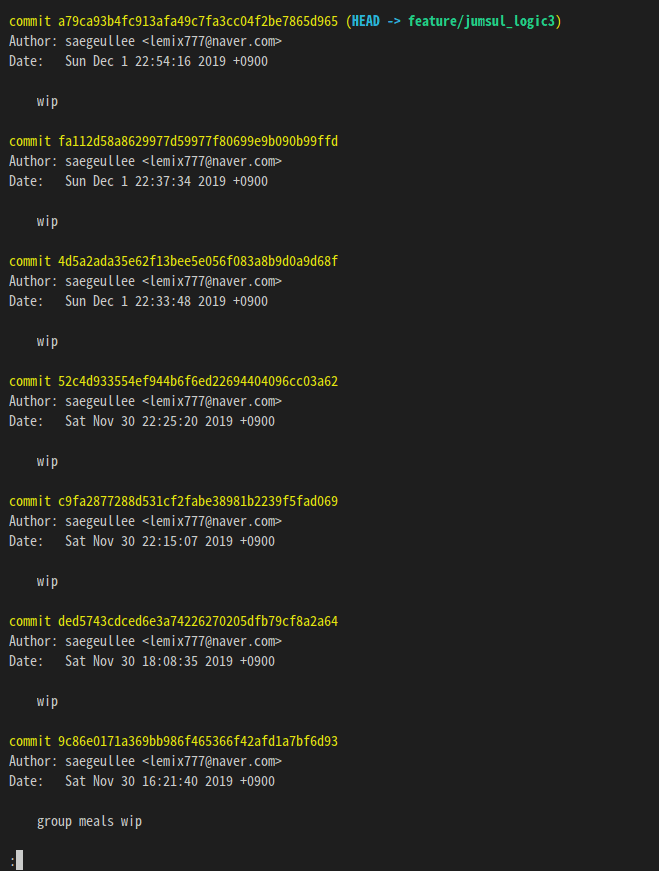 commit a79ca93b4fc913afa49c7fa3cc04f2be7865d965 (HEAD -> feature/jumsul_logic3)
Author: saegeullee <lemix777@naver.com>
Date:   Sun Dec 1 22:54:16 2019 +0900
wip
commit fa112d58a8629977d59977f80699e9b090b99ffd
Author: saegeullee <lemix777@naver.com>
Date:   Sun Dec 1 22:37:34 2019 +0900
wip
commit 4d5a2ada35e62f13bee5e056f083a8b9d0a9d68f
Author: saegeullee <lemix777@naver.com>
Date:   Sun Dec 1 22:33:48 2019 +0900
wip
commit 52c4d933554ef944b6f6ed22694404096cc03a62
Author: saegeullee <lemix777@naver.com>
Date:   Sat Nov 30 22:25:20 2019 +0900
wip
commit c9fa2877288d531cf2fabe38981b2239f5fad069
Author: saegeullee <lemix777@naver.com>
Date:   Sat Nov 30 22:15:07 2019 +0900
wip
commit ded5743cdced6e3a74226270205dfb79cf8a2a64
Author: saegeullee <lemix777@naver.com>
Date:   Sat Nov 30 18:08:35 2019 +0900
wip
commit 9c86e0171a369bb986f465366f42afd1a7bf6d93
Author: saegeullee <lemix777@naver.com>
Date:   Sat Nov 30 16:21:40 2019 +0900
group meals wip
: